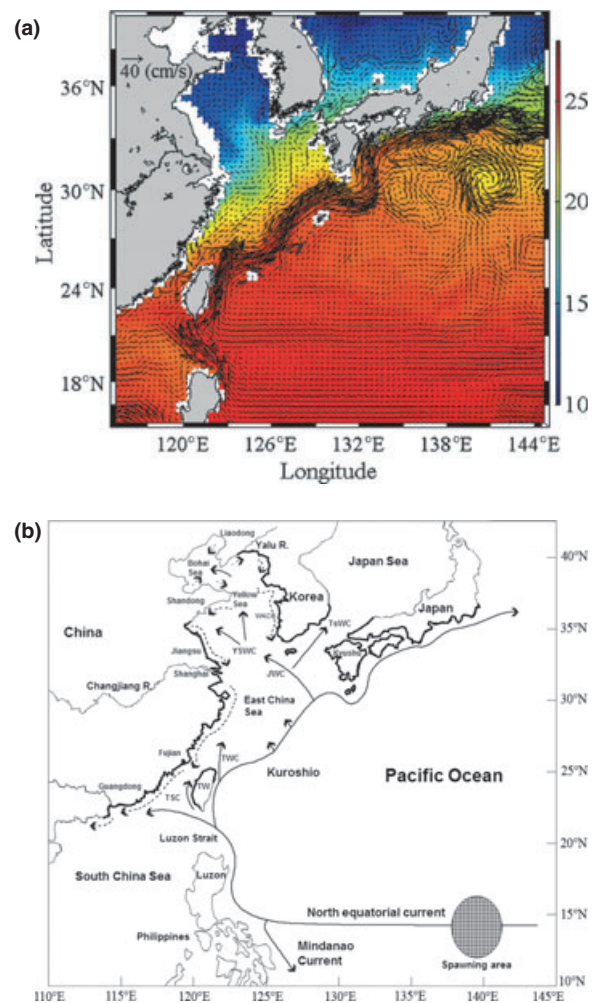 (a)
40 (cm/s)
36°N
30°N
24°N
18°N
Latitude
25
20
15
10
120°E 126°E 132°E 138°E 144°E
Longitude
(b)
Liaodong
Yalu R.
Bohai
Sea
Japan Sea
40°N
Shandong
Yellow
Sea
Korea
Japan
TsWC
35°N
China
Jiangsu
YSWC
JWC
Kyushu
Shanghai
Changjiang R.
East China
Sea
30°N
Fujian
TWC
Kuroshio
Pacific Ocean
25°N
Guangdong
TW
TSC
Luzon Strait
20°N
South China Sea
Luzon
North equatorial current
15°N
Philippines
Mindanao
Current
Spawning area
10°N
110°E 115°E 120°E 125°E 130°E 135°E 140°E 145°E